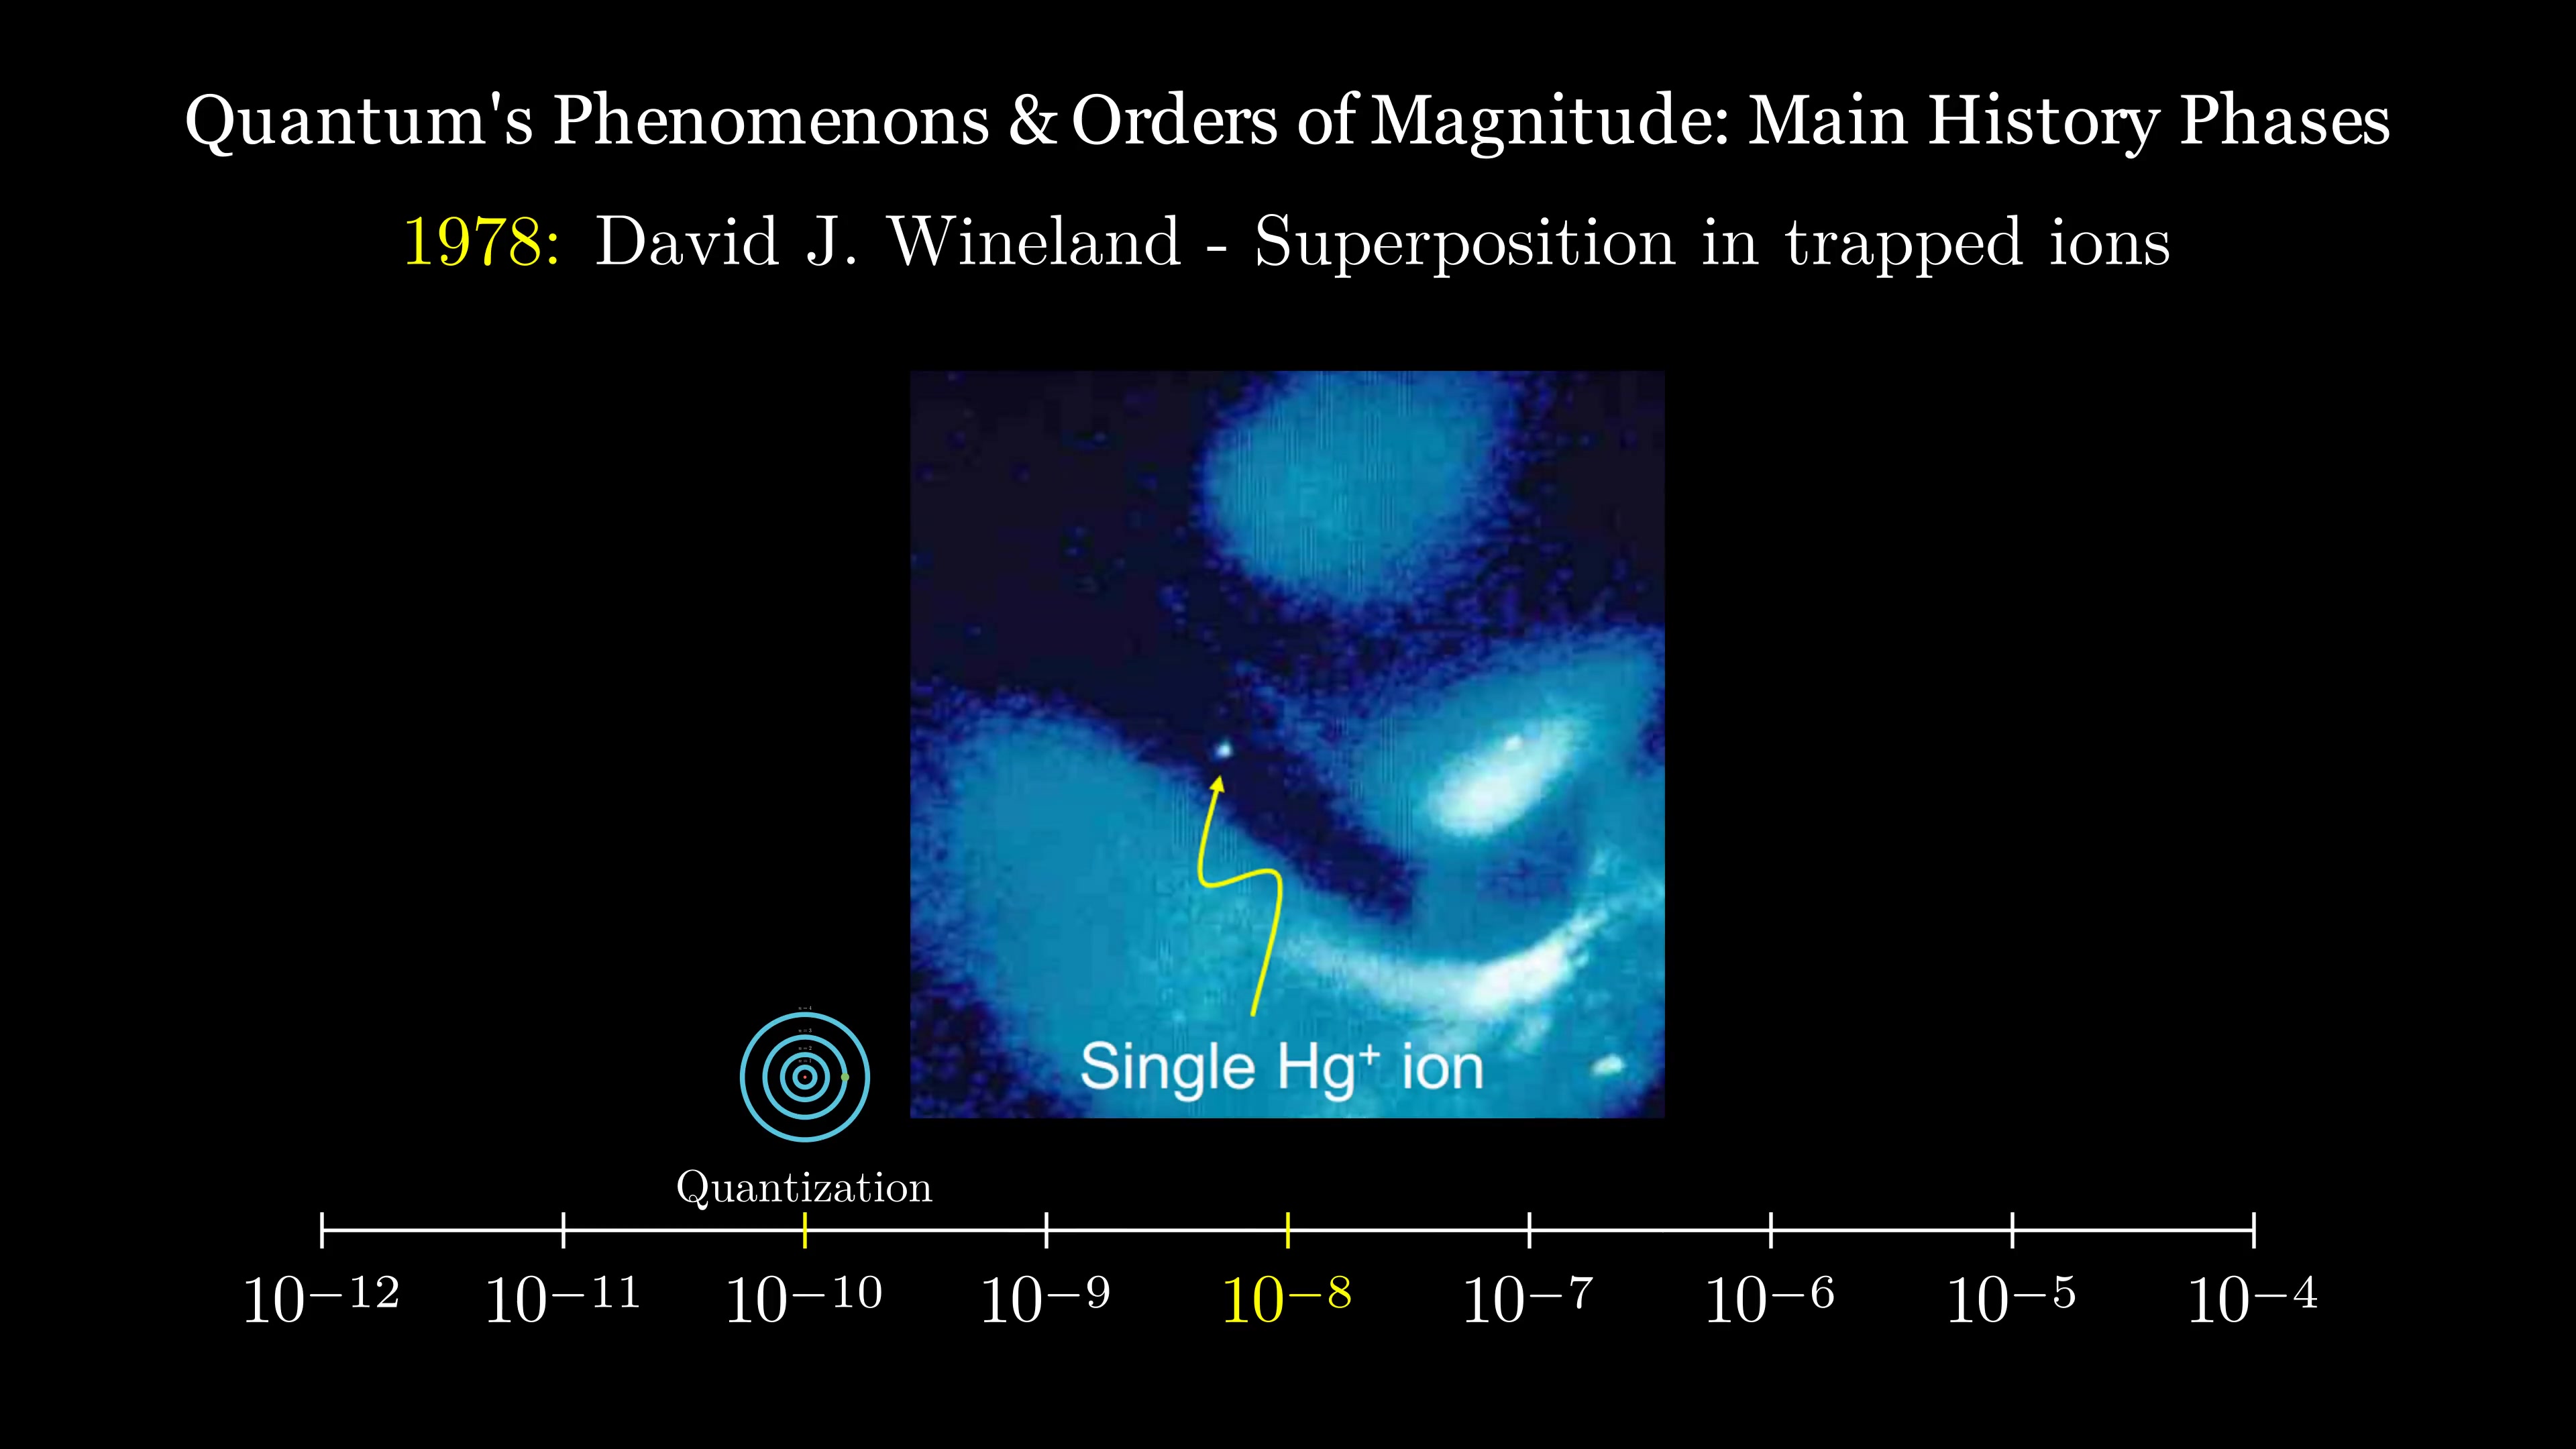 Quantum's Phenomenons & Orders of Magnitude: Main History Phases
1978: David J. Wineland - Superposition in trapped ions
Single Hg⁺ ion
Quantization
10⁻¹² 10⁻¹¹ 10⁻¹⁰ 10⁻⁹ 10⁻⁸ 10⁻⁷ 10⁻⁶ 10⁻⁵ 10⁻⁴